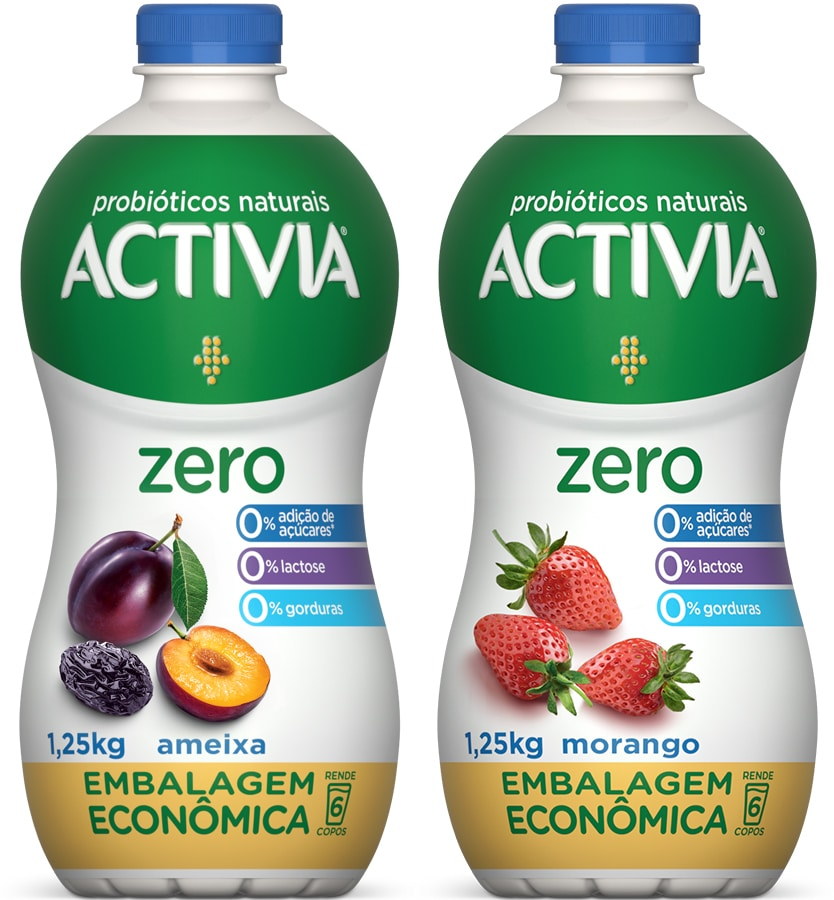 probióticos naturais
ACTIVIA®
zero
0% adição de
açúcares*
0% lactose
0% gorduras
1,25kg ameixa
EMBALAGEM
ECONÔMICA
RENDE
6
COPOS
probióticos naturais
ACTIVIA®
zero
0% adição de
açúcares*
0% lactose
0% gorduras
1,25kg morango
EMBALAGEM
ECONÔMICA
RENDE
6
COPOS